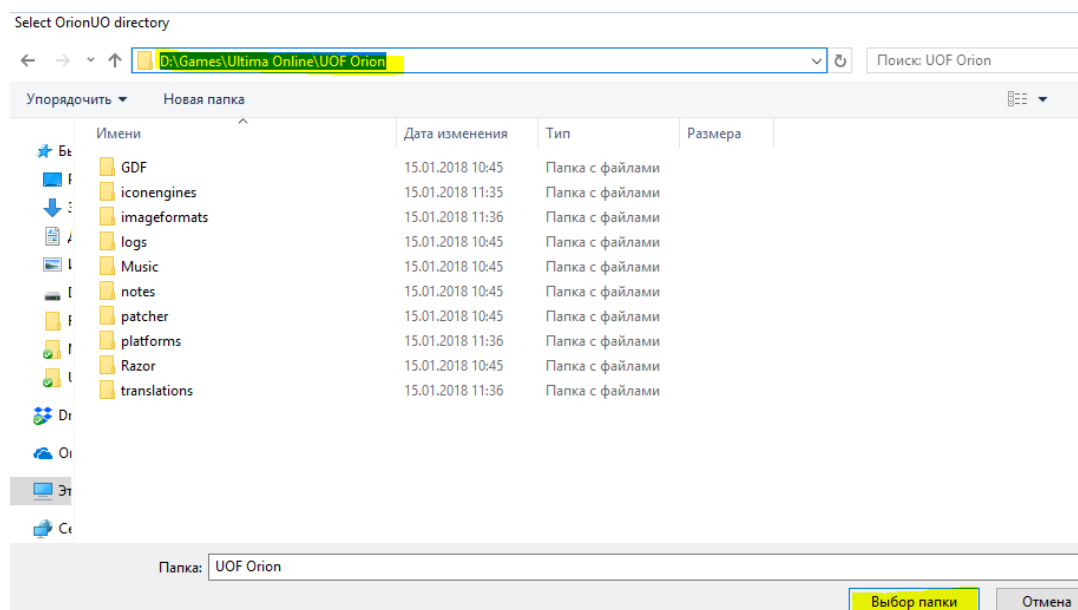 Select OrionUO directory
D:\Games\Ultima Online\UOF Orion
Поиск: UOF Orion
Упорядочить Новая папка
Имени Дата изменения Тип Размера
GDF 15.01.2018 10:45 Папка с файлами
iconengines 15.01.2018 11:35 Папка с файлами
imageformats 15.01.2018 11:36 Папка с файлами
logs 15.01.2018 10:45 Папка с файлами
Music 15.01.2018 10:45 Папка с файлами
notes 15.01.2018 10:45 Папка с файлами
patcher 15.01.2018 10:45 Папка с файлами
platforms 15.01.2018 11:36 Папка с файлами
Razor 15.01.2018 10:45 Папка с файлами
translations 15.01.2018 11:36 Папка с файлами
Бы
Dr
Эт
Се
Папка: UOF Orion
Выбор папки Отмена